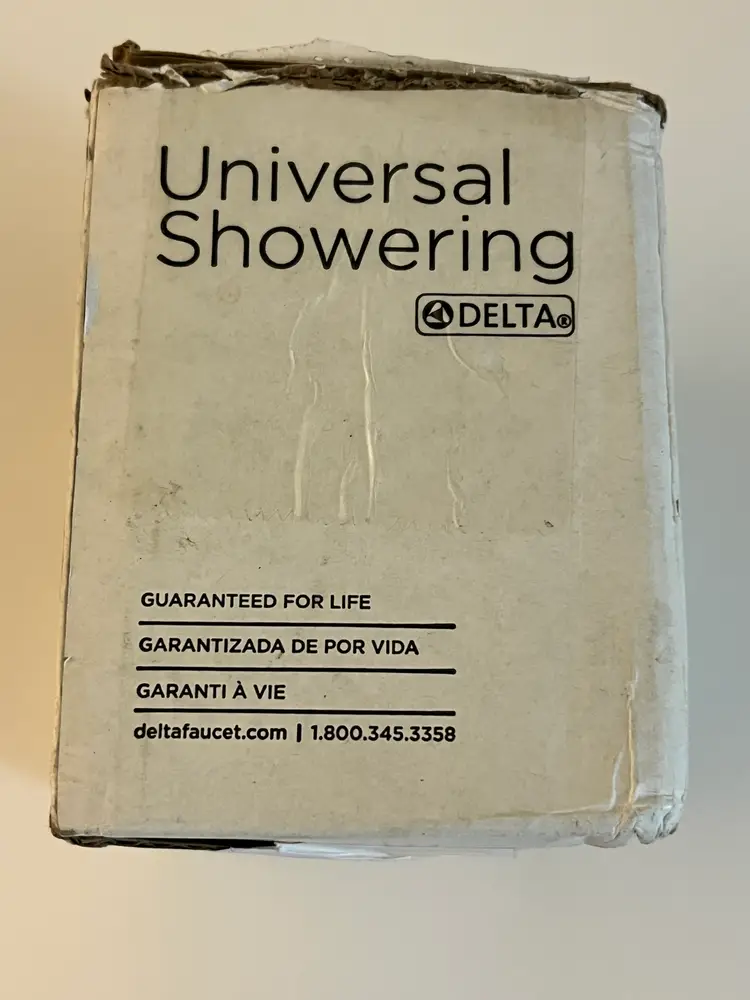 Universal
Showering
DELTA®
GUARANTEED FOR LIFE
GARANTIZADA DE POR VIDA
GARANTI À VIE
deltafaucet.com | 1.800.345.3358